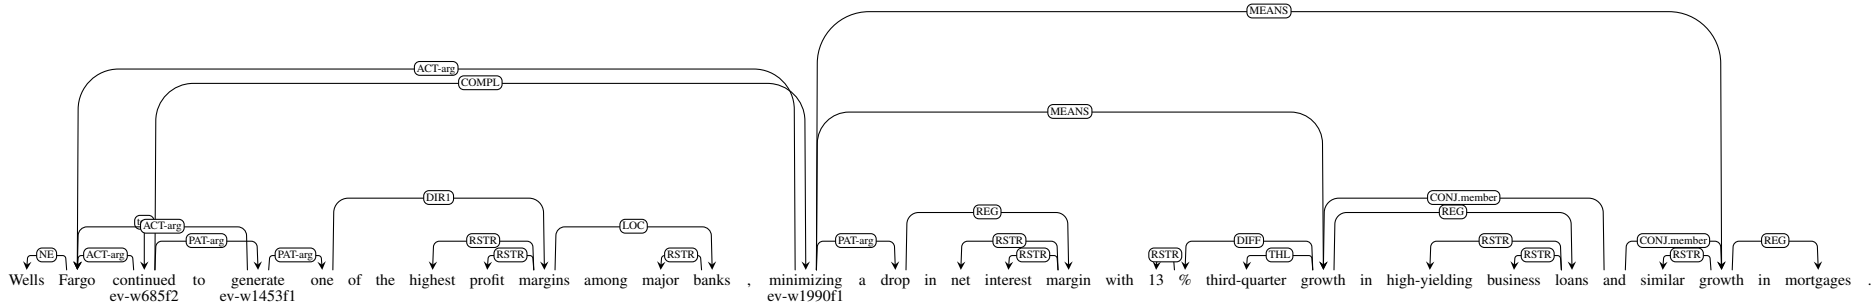 MEANS
ACT-arg
COMPL
MEANS
DIR1 CONJ.member
REG REG
ACT-arg LOC
PAT-arg RSTR PAT-arg RSTR DIFF RSTR CONJ.member REG
NE ACT-arg PAT-arg RSTR RSTR RSTR RSTR THL RSTR RSTR
Wells Fargo continued to generate one of the highest profit margins among major banks , minimizing a drop in net interest margin with 13 % third-quarter growth in high-yielding business loans and similar growth in mortgages .
ev-w685f2 ev-w1453f1 ev-w1990f1